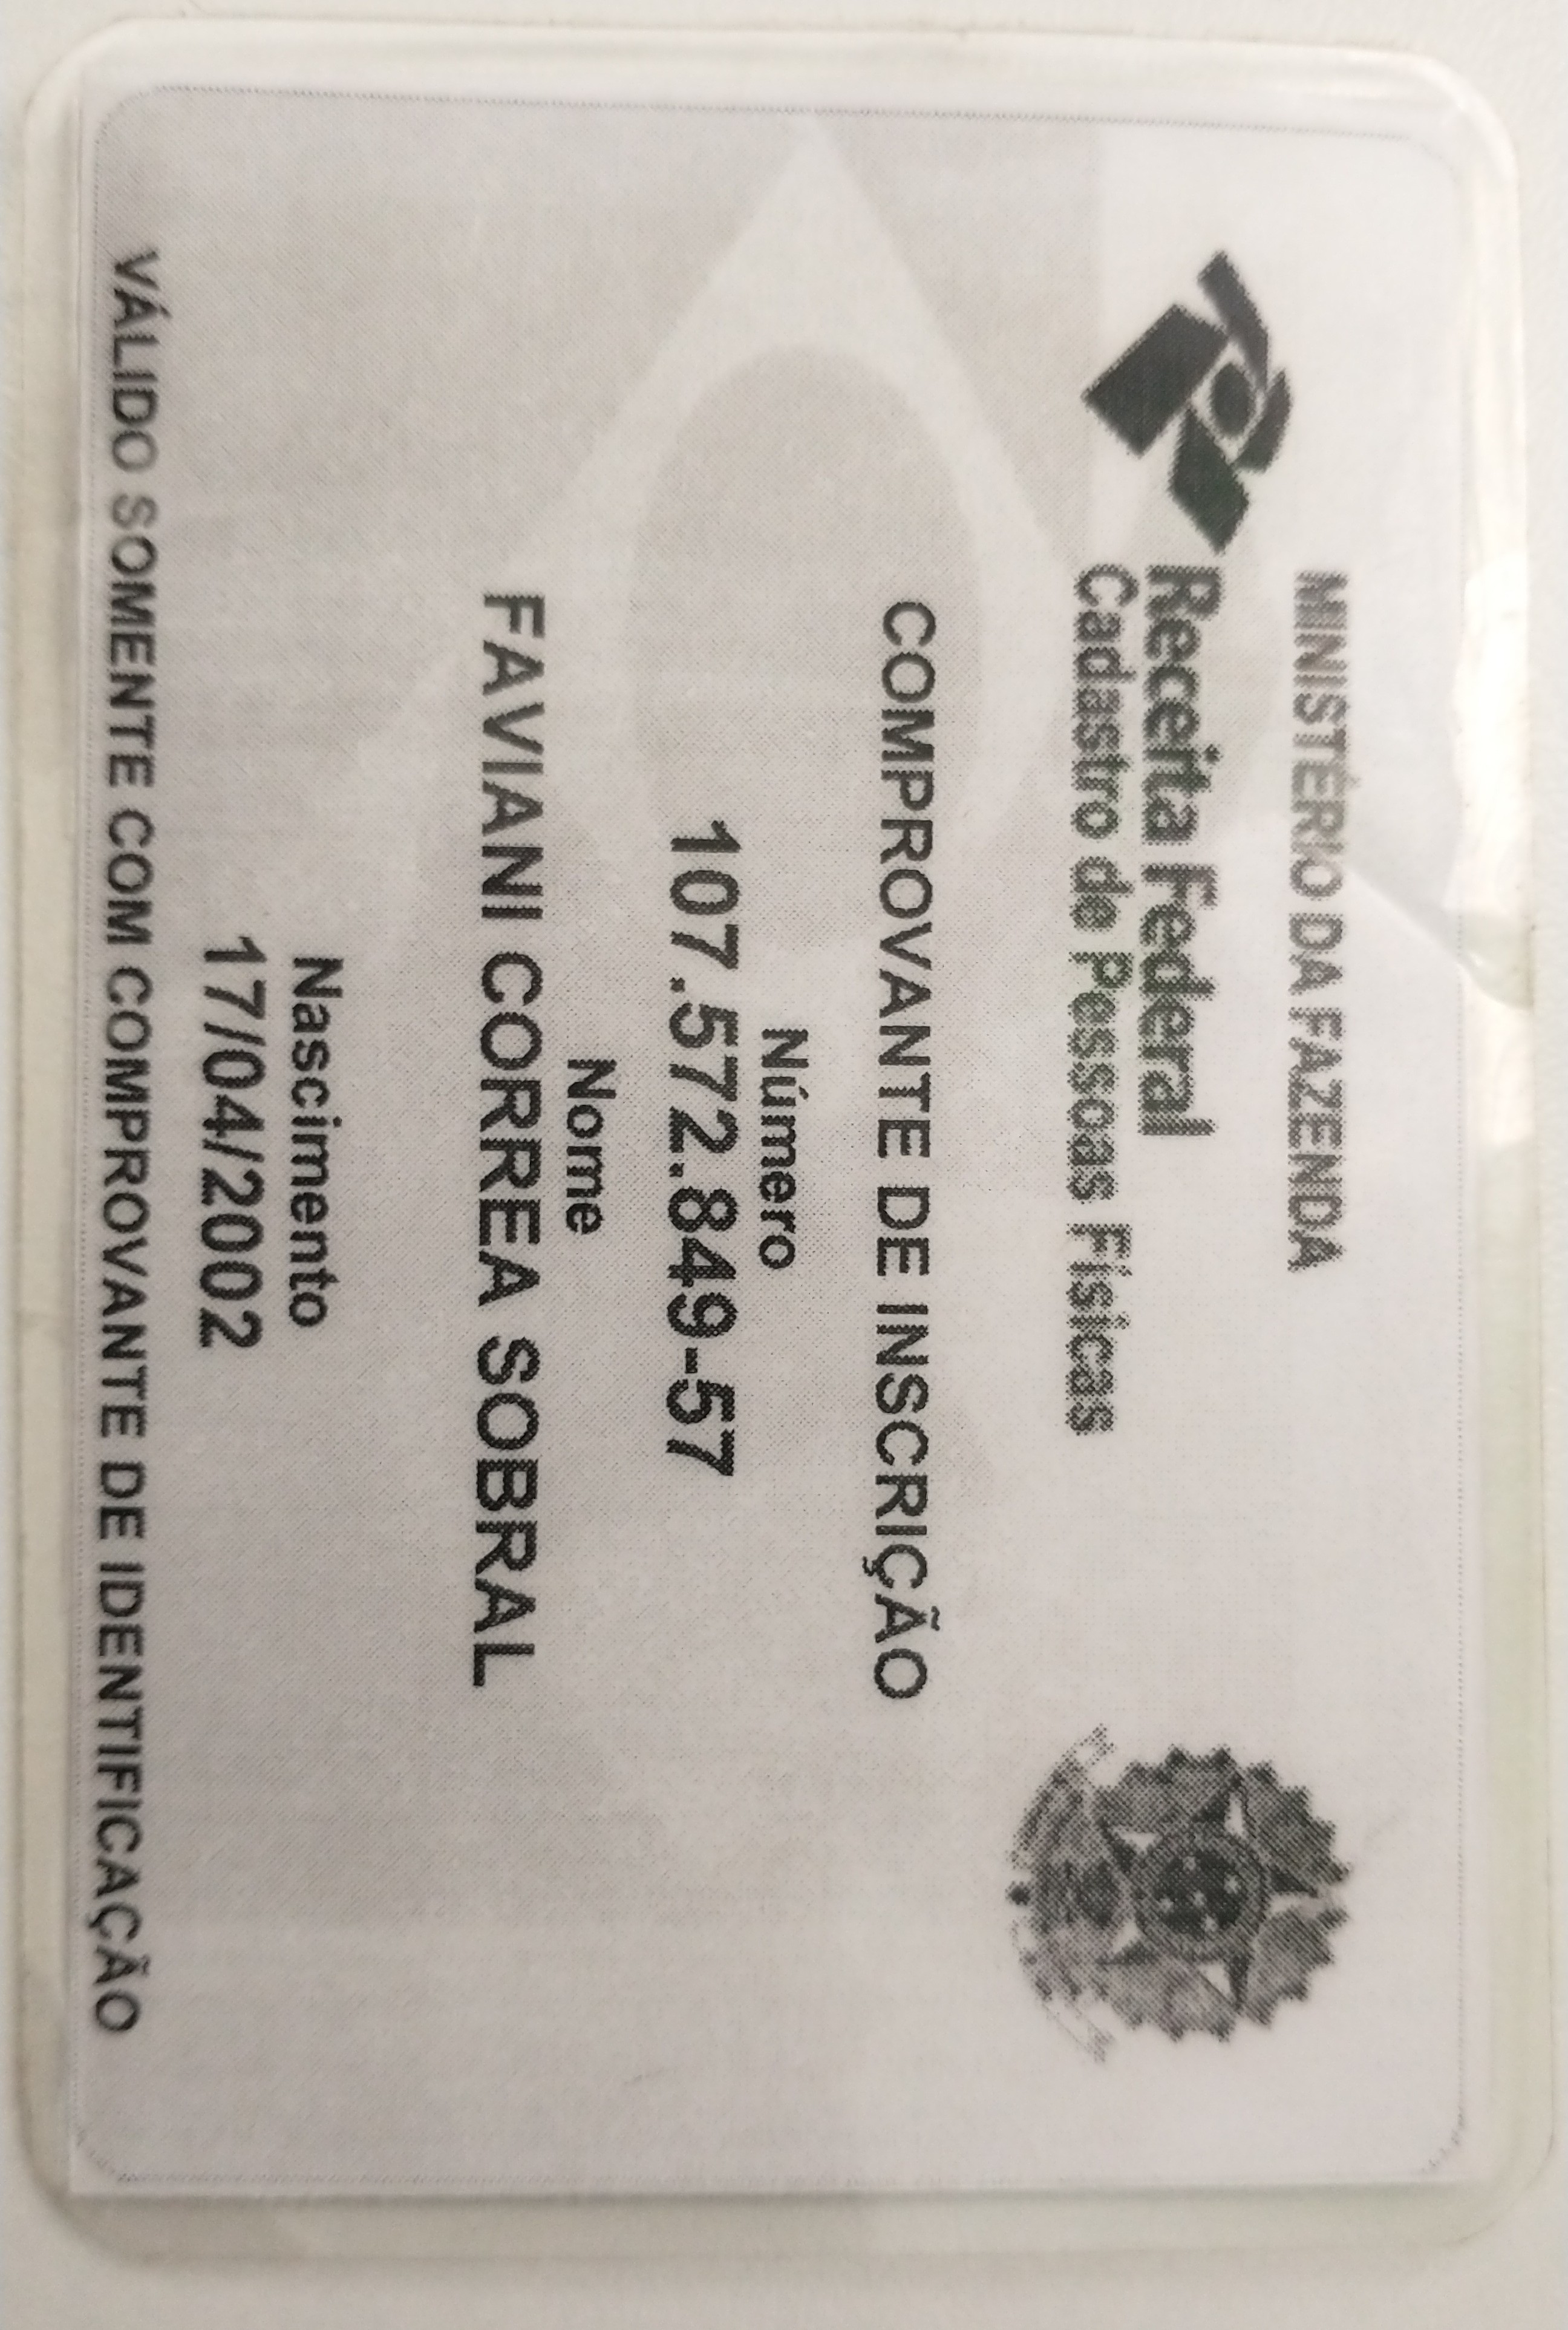 MINISTÉRIO DA FAZENDA
Receita Federal
Cadastro de Pessoas Físicas
COMPROVANTE DE INSCRIÇÃO
Número
107.572.849-57
Nome
FAVIANI CORREA SOBRAL
Nascimento
17/04/2002
VÁLIDO SOMENTE COM COMPROVANTE DE IDENTIFICAÇÃO